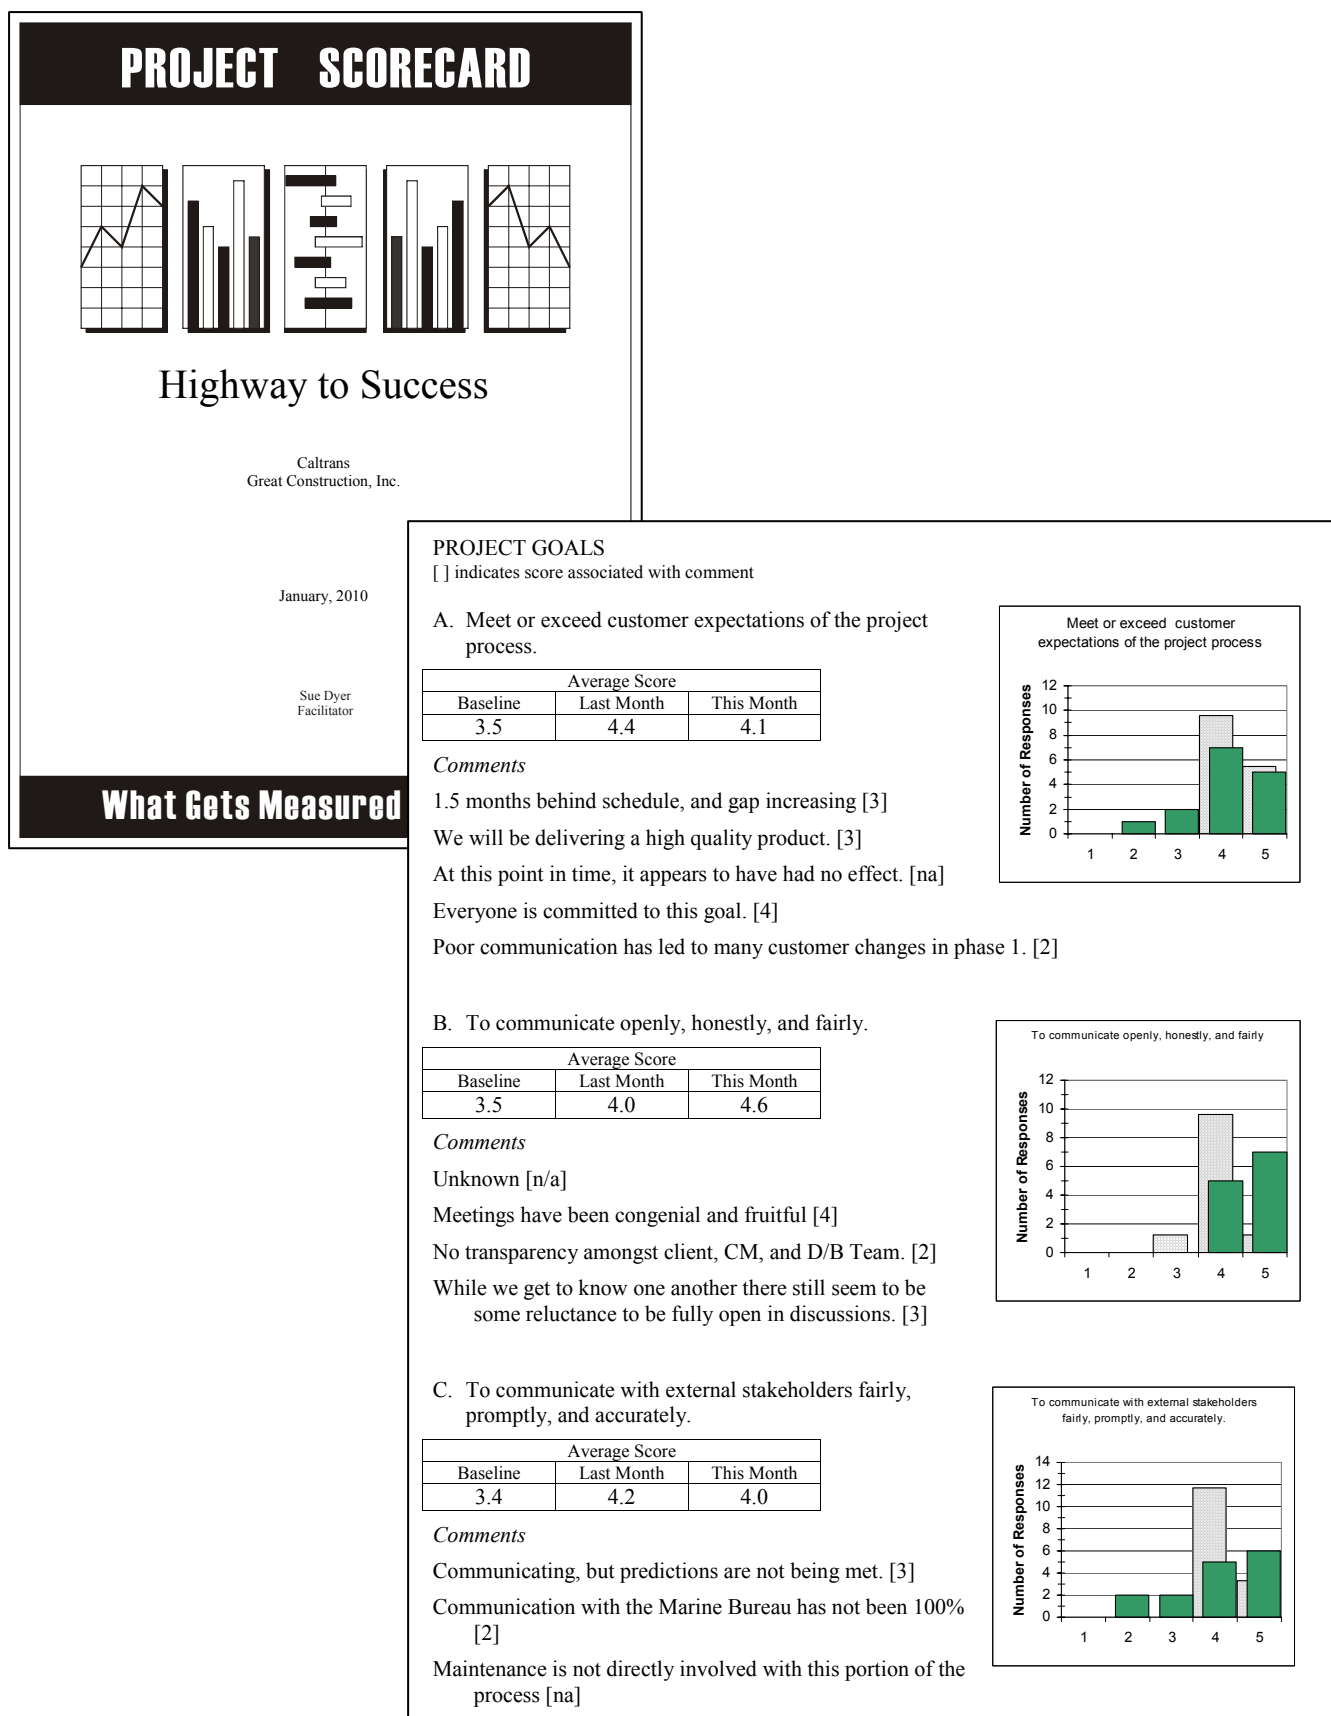 PROJECT SCORECARD
Highway to Success
Caltrans
Great Construction, Inc.
January, 2010
Sue Dyer
Facilitator
What Gets Measured
PROJECT GOALS
[ ] indicates score associated with comment
A. Meet or exceed customer expectations of the project
process.
Average Score
Baseline Last Month This Month
3.5 4.4 4.1
Comments
1.5 months behind schedule, and gap increasing [3]
We will be delivering a high quality product. [3]
At this point in time, it appears to have had no effect. [na]
Everyone is committed to this goal. [4]
Poor communication has led to many customer changes in phase 1. [2]
Meet or exceed customer
expectations of the project process
Number of Responses
12
10
8
6
4
2
0
1 2 3 4 5
B. To communicate openly, honestly, and fairly.
Average Score
Baseline Last Month This Month
3.5 4.0 4.6
Comments
Unknown [n/a]
Meetings have been congenial and fruitful [4]
No transparency amongst client, CM, and D/B Team. [2]
While we get to know one another there still seem to be
some reluctance to be fully open in discussions. [3]
To communicate openly, honestly, and fairly
Number of Responses
12
10
8
6
4
2
0
1 2 3 4 5
C. To communicate with external stakeholders fairly,
promptly, and accurately.
Average Score
Baseline Last Month This Month
3.4 4.2 4.0
Comments
Communicating, but predictions are not being met. [3]
Communication with the Marine Bureau has not been 100%
[2]
Maintenance is not directly involved with this portion of the
process [na]
To communicate with external stakeholders
fairly, promptly, and accurately.
Number of Responses
14
12
10
8
6
4
2
0
1 2 3 4 5